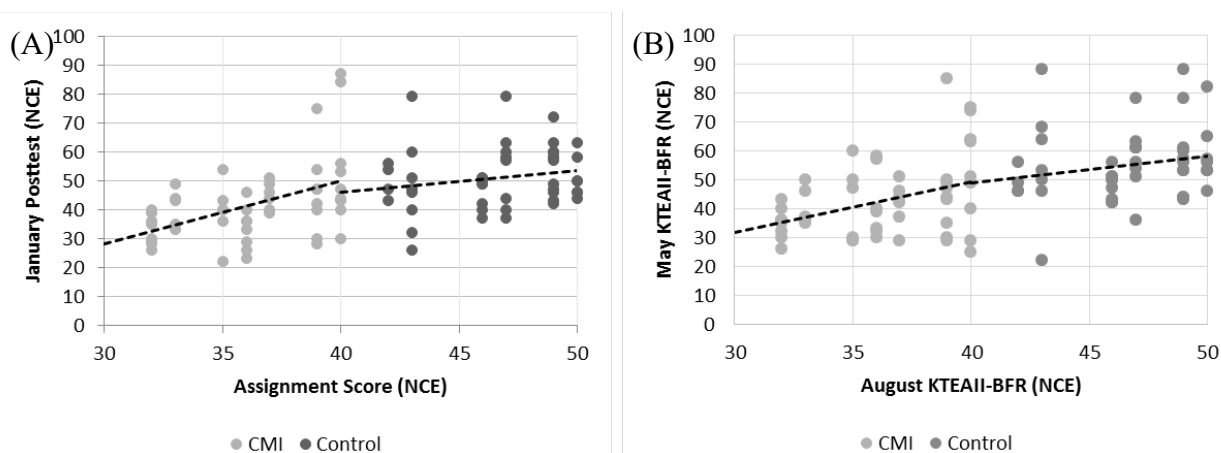 (A)
100
90
80
70
60
50
40
30
20
10
0
January Posttest (NCE)
30 35 40 45 50
Assignment Score (NCE)
CMI Control
(B)
100
90
80
70
60
50
40
30
20
10
0
May KTEAII-BFR (NCE)
30 35 40 45 50
August KTEAII-BFR (NCE)
CMI Control